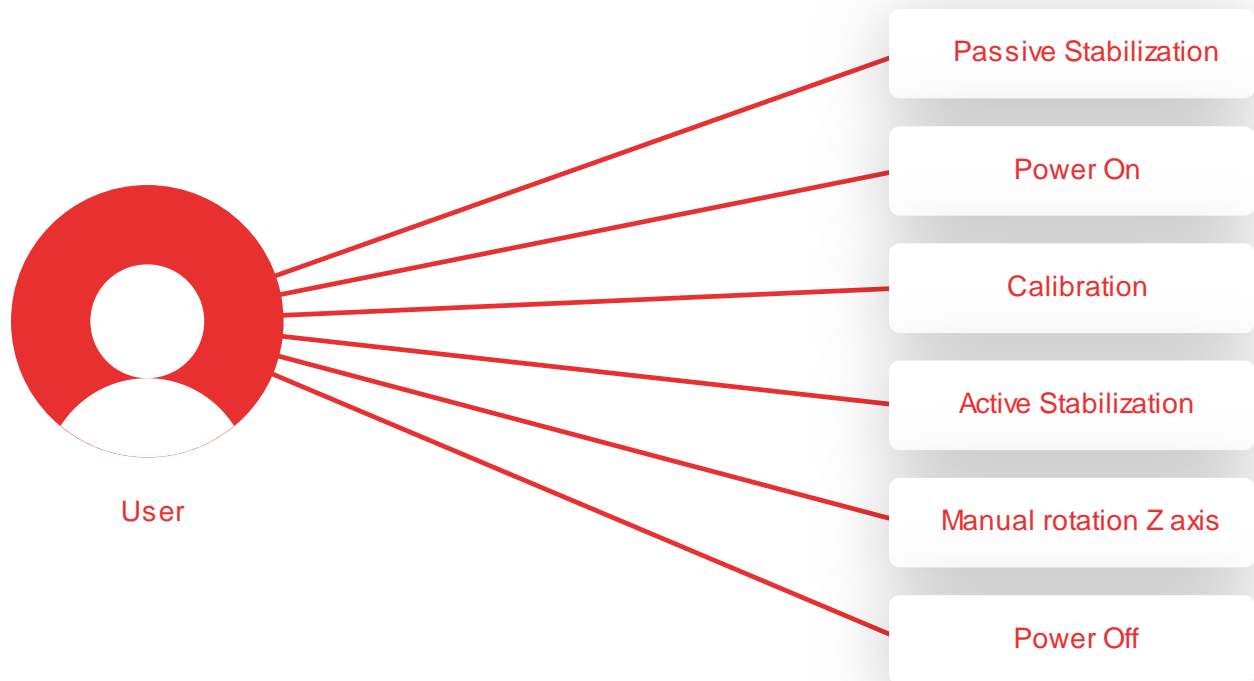 Passive Stabilization
Power On
Calibration
Active Stabilization
User
Manual rotation Z axis
Power Off